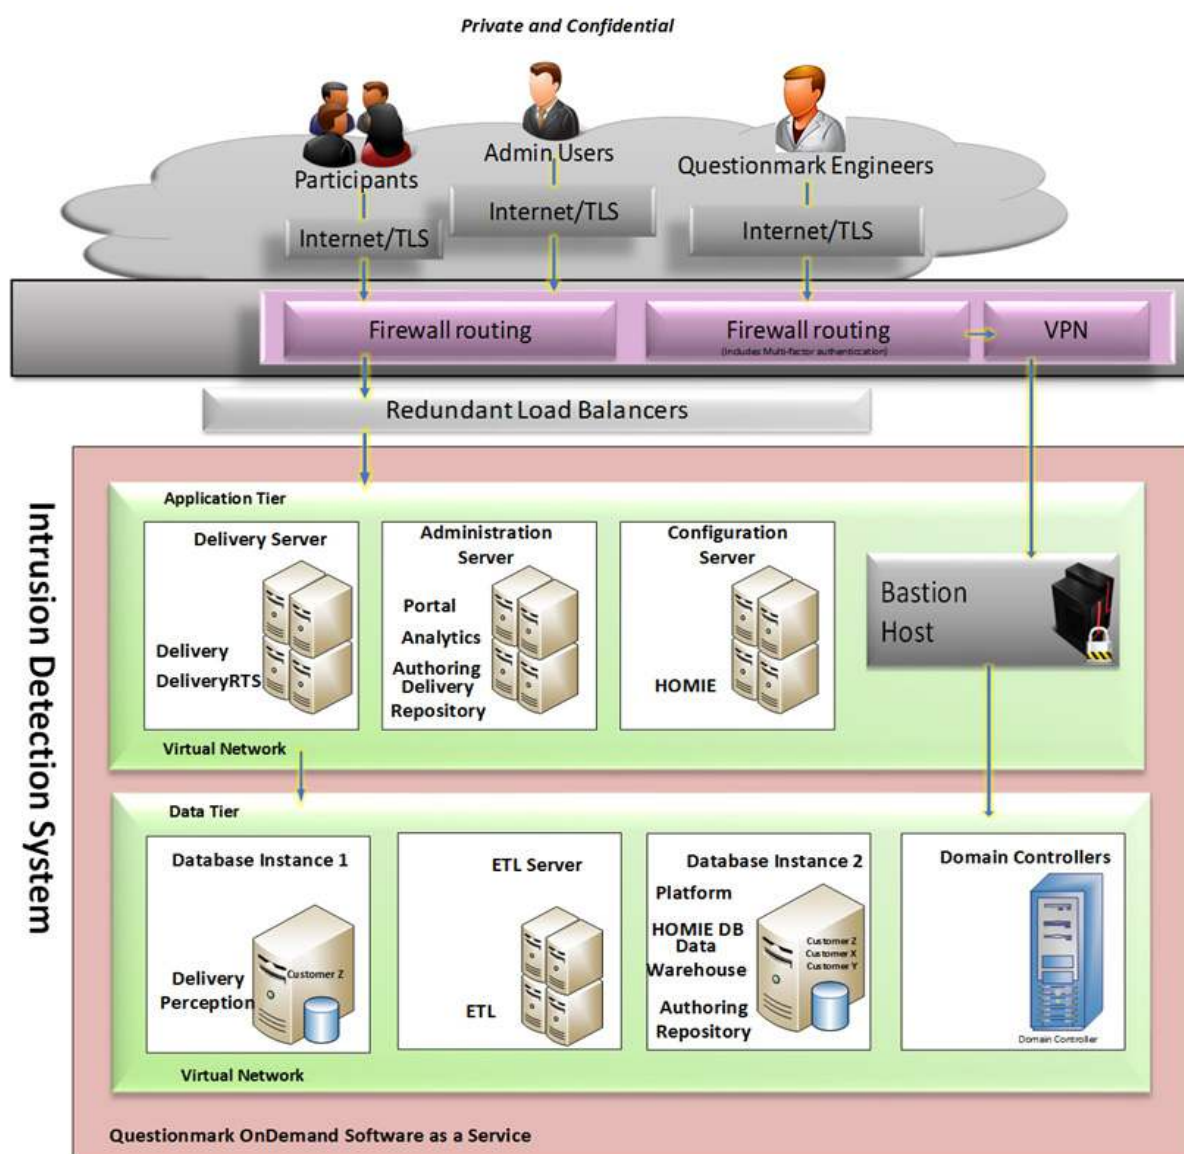 Private and Confidential
Participants
Admin Users
Questionmark Engineers
Internet/TLS
Internet/TLS
Internet/TLS
Firewall routing
Firewall routing
(Includes Multi-factor authentication)
VPN
Redundant Load Balancers
Intrusion Detection System
Application Tier
Delivery Server
Delivery
DeliveryRTS
Administration
Server
Portal
Analytics
Authoring
Delivery
Repository
Configuration
Server
HOMIE
Bastion
Host
Virtual Network
Data Tier
Database Instance 1
Customer Z
Delivery
Perception
ETL Server
ETL
Database Instance 2
Platform
HOMIE DB
Data
Warehouse
Authoring
Repository
Customer Z
Customer X
Customer Y
Domain Controllers
Domain Controller
Virtual Network
Questionmark OnDemand Software as a Service